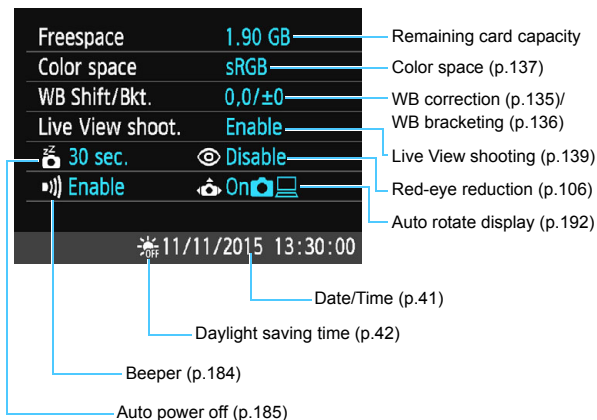 Freespace 1.90 GB
Remaining card capacity
Color space sRGB
Color space (p.137)
WB Shift/Bkt. 0,0/±0
WB correction (p.135)/
WB bracketing (p.136)
Live View shoot. Enable
Live View shooting (p.139)
30 sec. Disable
Red-eye reduction (p.106)
Enable On
Auto rotate display (p.192)
OFF 11/11/2015 13:30:00
Date/Time (p.41)
Daylight saving time (p.42)
Beeper (p.184)
Auto power off (p.185)